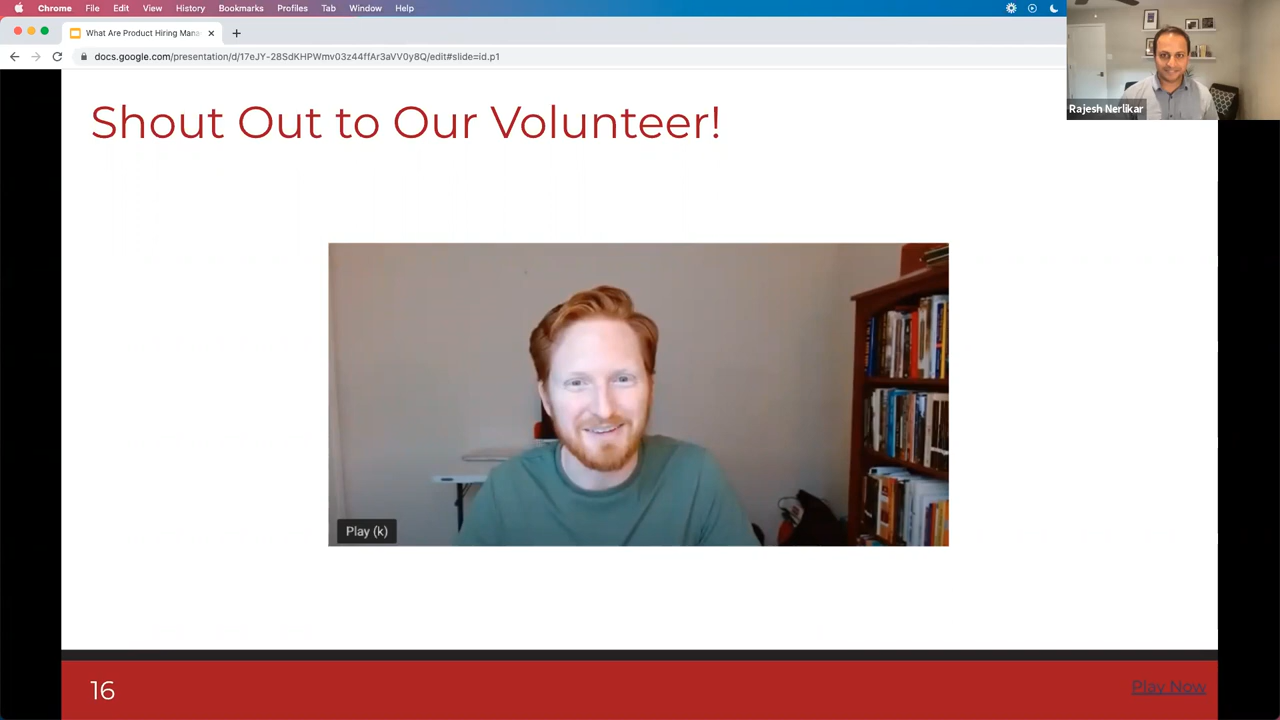 Chrome File Edit View History Bookmarks Profiles Tab Window Help
What Are Product Hiring Man
docs.google.com/presentation/d/17eJY-28SdKHPWmv03z44ffAr3aVV0y8Q/edit#slide=id.p1
Rajesh Nerlikar
Shout Out to Our Volunteer!
Play (k)
16
Play Now